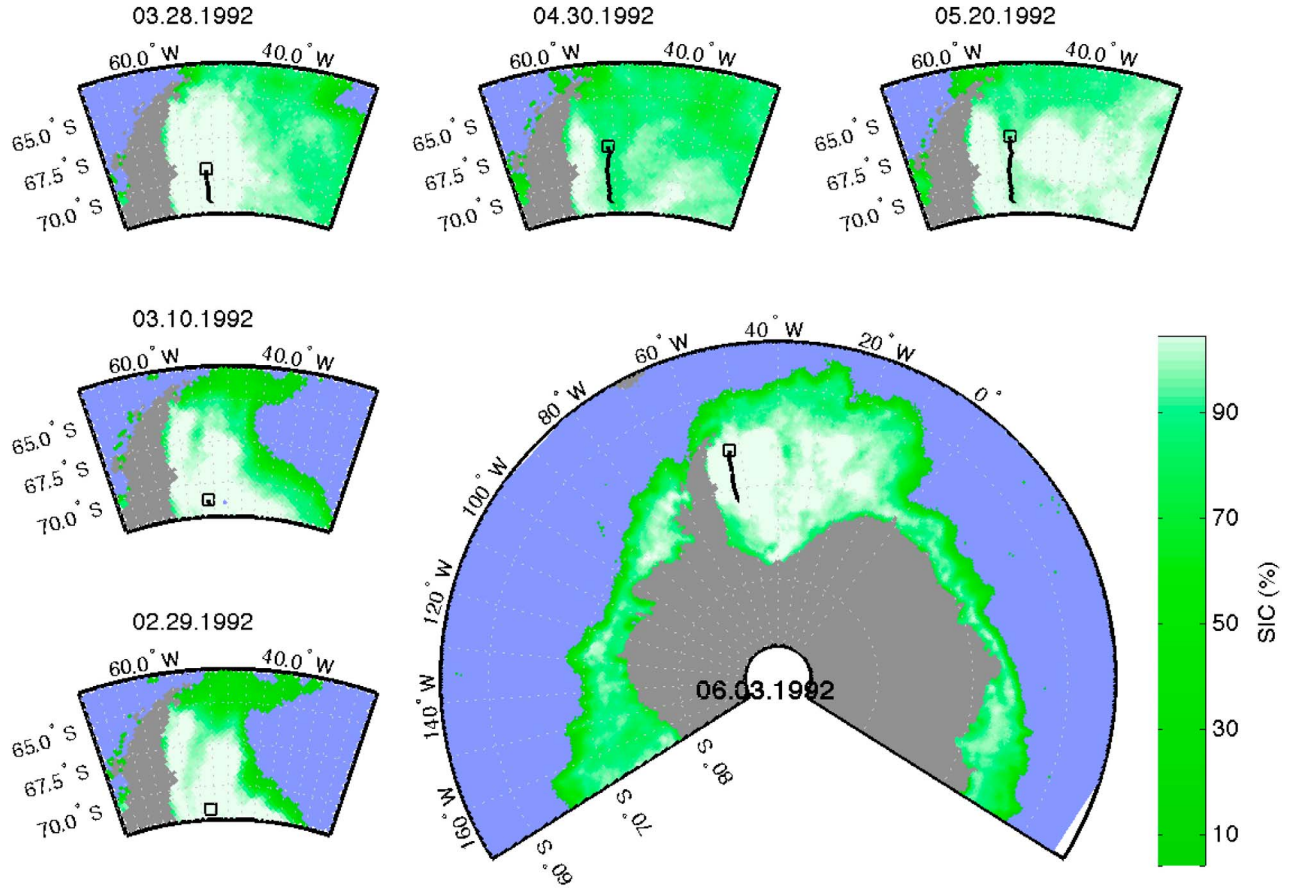 03.28.1992
60.0° W
40.0° W
65.0° S
67.5° S
70.0° S
04.30.1992
60.0° W
40.0° W
65.0° S
67.5° S
70.0° S
05.20.1992
60.0° W
40.0° W
65.0° S
67.5° S
70.0° S
03.10.1992
60.0° W
40.0° W
65.0° S
67.5° S
70.0° S
02.29.1992
60.0° W
40.0° W
65.0° S
67.5° S
70.0° S
160° W
140° W
120° W
100° W
80° W
60° W
40° W
20° W
0°
06.03.1992
80° S
70° S
60° S
90
70
50
30
10
SIC (%)